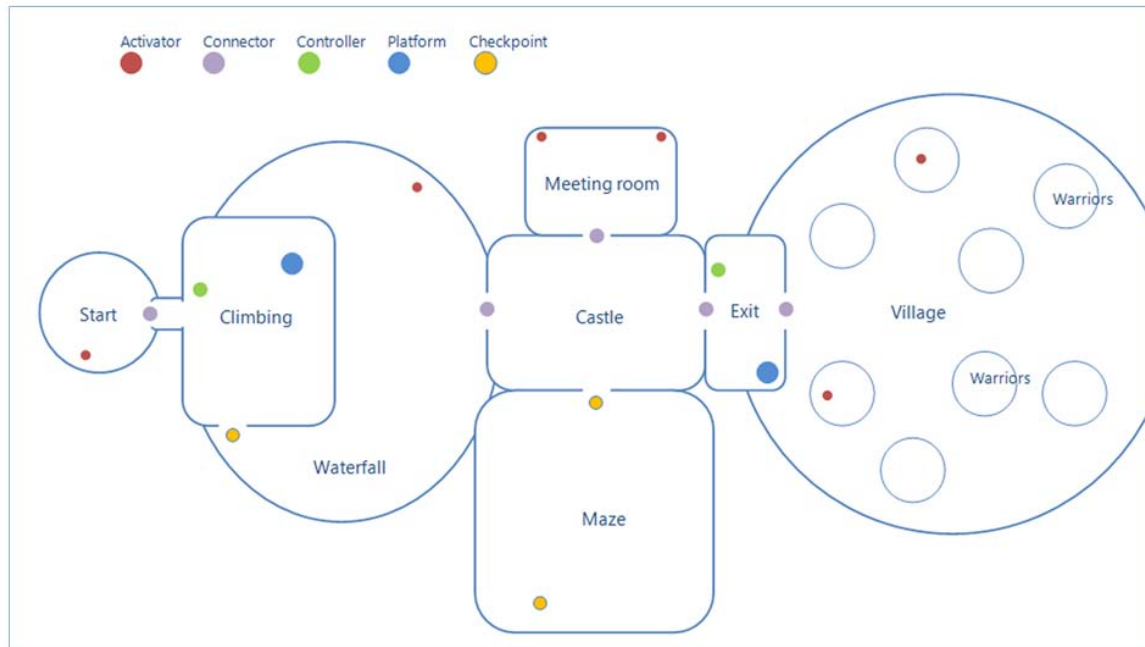 Activator Connector Controller Platform Checkpoint
Meeting room
Warriors
Start
Climbing
Castle
Exit
Village
Warriors
Waterfall
Maze